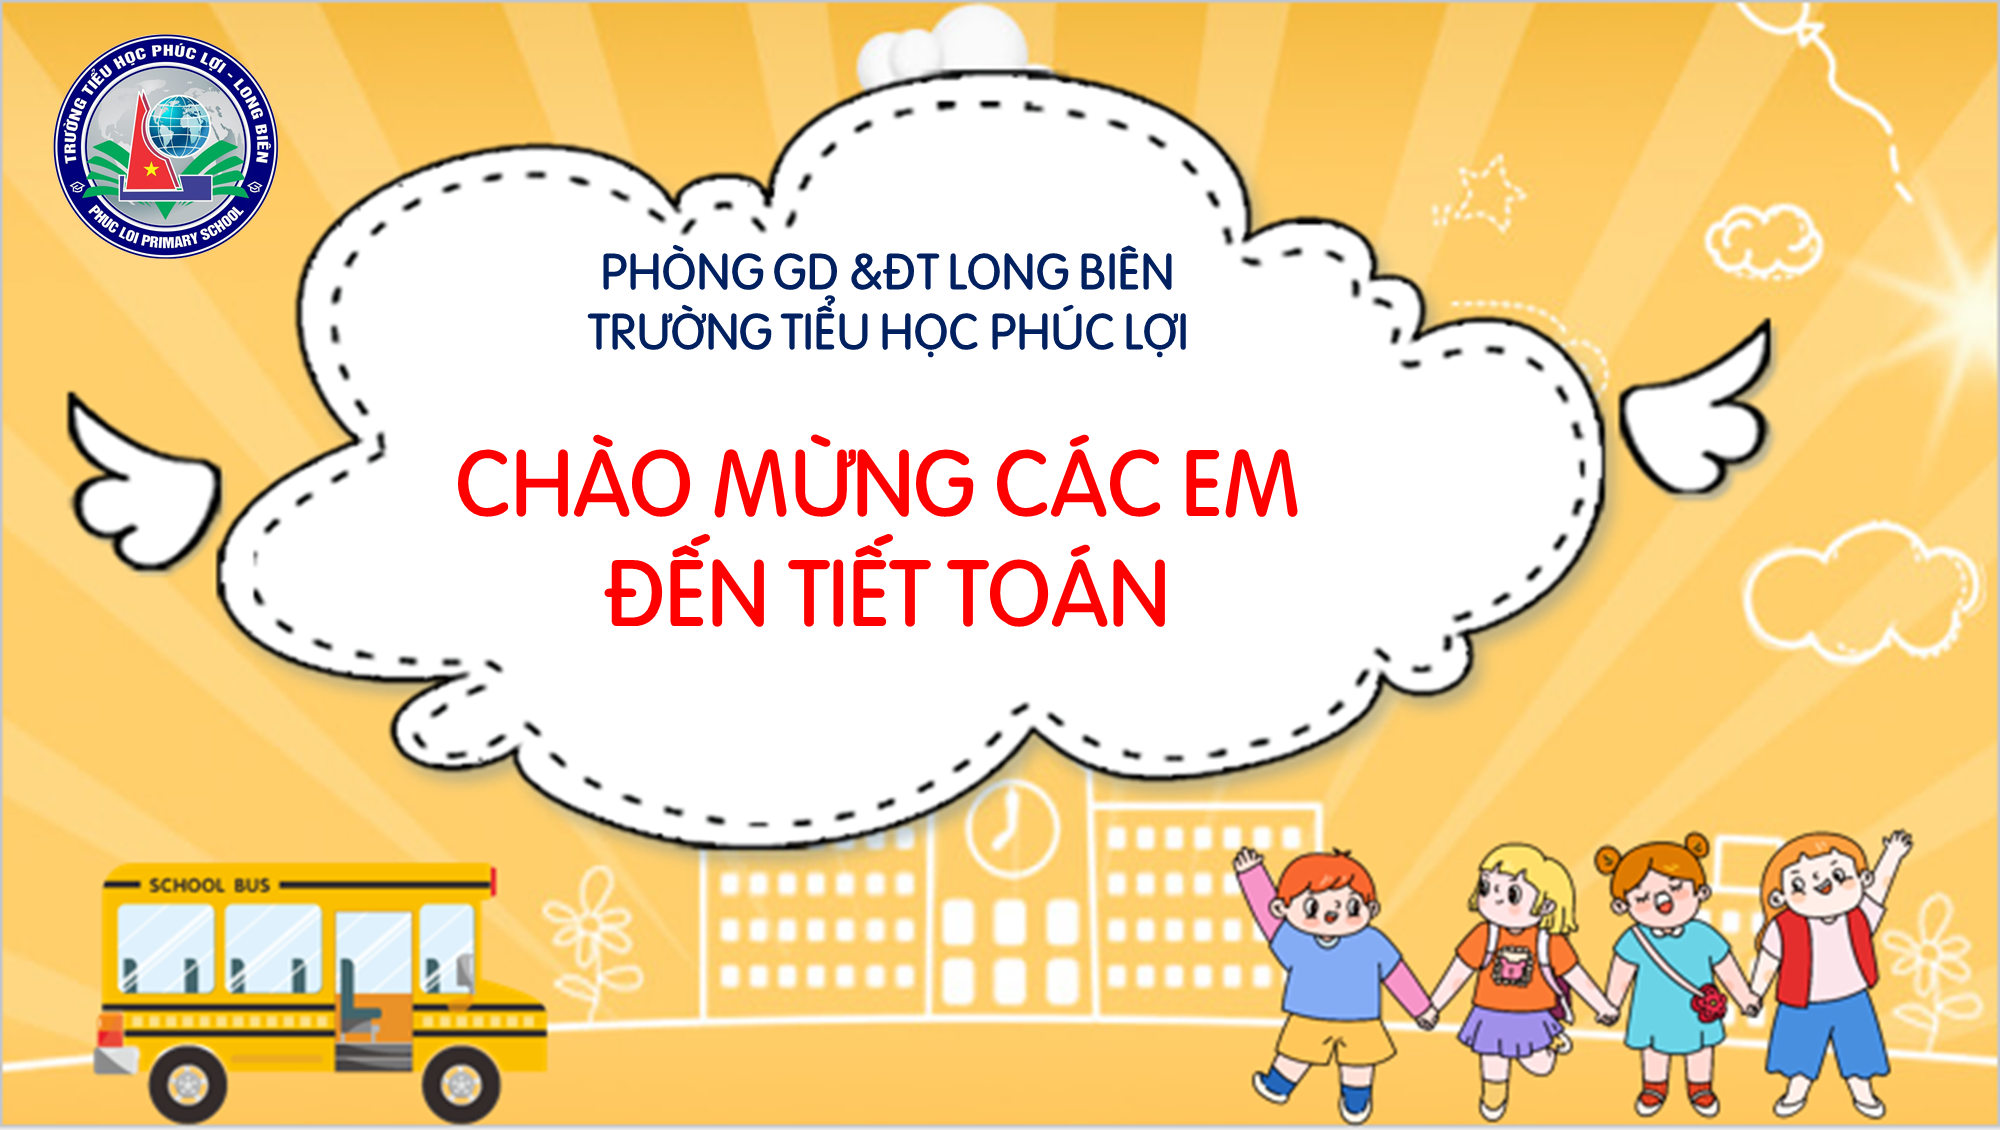 TRƯỜNG TIỂU HỌC PHÚC LỢI - LONG BIÊN
PHUC LOI PRIMARY SCHOOL
PHÒNG GD &ĐT LONG BIÊN
TRƯỜNG TIỂU HỌC PHÚC LỢI
CHÀO MỪNG CÁC EM
ĐẾN TIẾT TOÁN
SCHOOL BUS